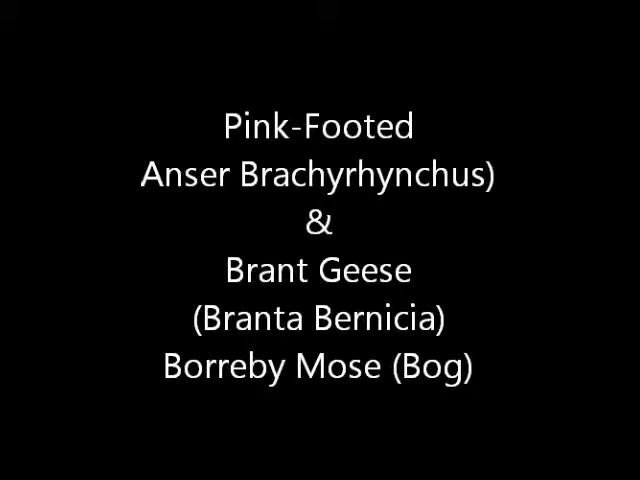 Pink-Footed
Anser Brachyrhynchus)
&
Brant Geese
(Branta Bernicia)
Borreby Mose (Bog)